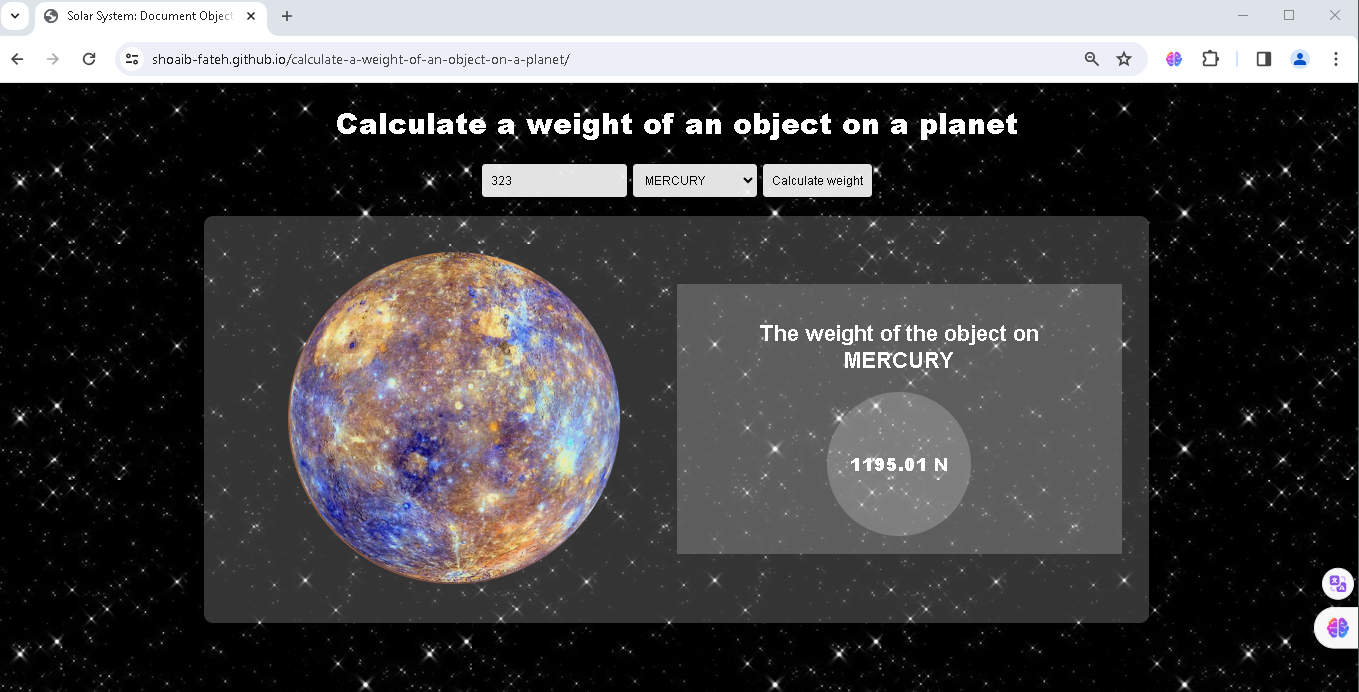 Solar System: Document Object
shoaib-fateh.github.io/calculate-a-weight-of-an-object-on-a-planet/
Calculate a weight of an object on a planet
323 MERCURY Calculate weight
The weight of the object on
MERCURY
1195.01 N